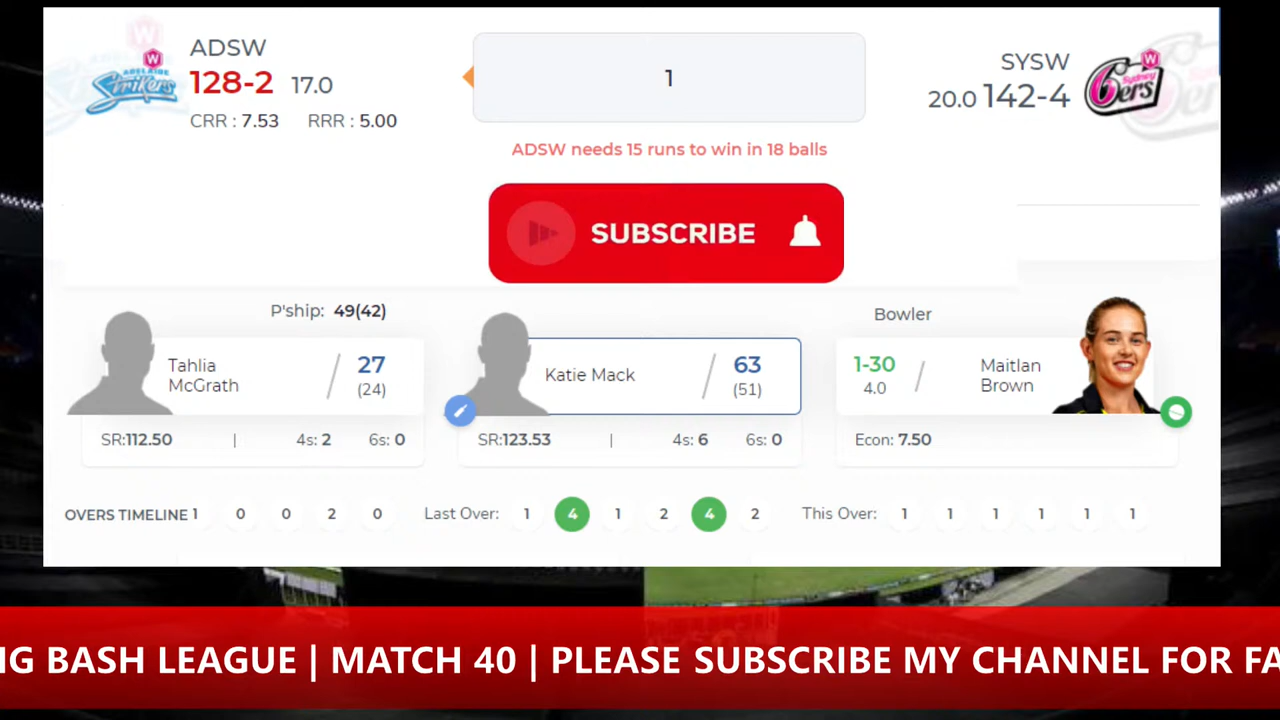 ADSW
128-2 17.0
CRR : 7.53 RRR : 5.00
W
ADELAIDE
Strikers
1
ADSW needs 15 runs to win in 18 balls
SYSW
20.0 142-4
W
Sydney
6ers
SUBSCRIBE
P'ship: 49(42)
Tahlia
McGrath
27
(24)
SR:112.50 | 4s: 2 6s: 0
Katie Mack
63
(51)
SR:123.53 | 4s: 6 6s: 0
Bowler
1-30
4.0
Maitlan
Brown
Econ: 7.50
OVERS TIMELINE 1 0 0 2 0 Last Over: 1 4 1 2 4 2 This Over: 1 1 1 1 1 1
IG BASH LEAGUE | MATCH 40 | PLEASE SUBSCRIBE MY CHANNEL FOR FA